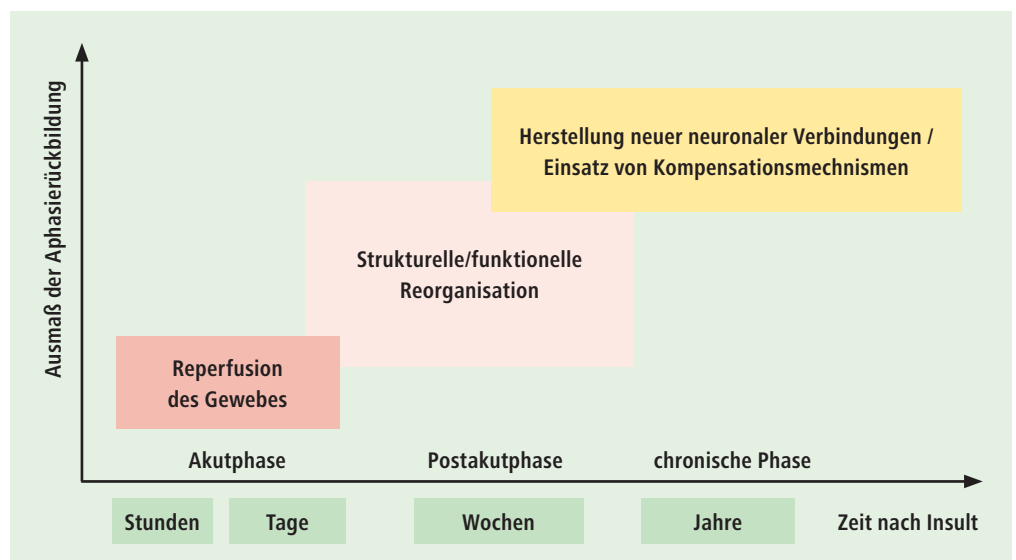 Ausmaß der Aphasierückbildung
Herstellung neuer neuronaler Verbindungen /
Einsatz von Kompensationsmechnismen
Strukturelle/funktionelle
Reorganisation
Reperfusion
des Gewebes
Akutphase
Postakutphase
chronische Phase
Stunden
Tage
Wochen
Jahre
Zeit nach Insult